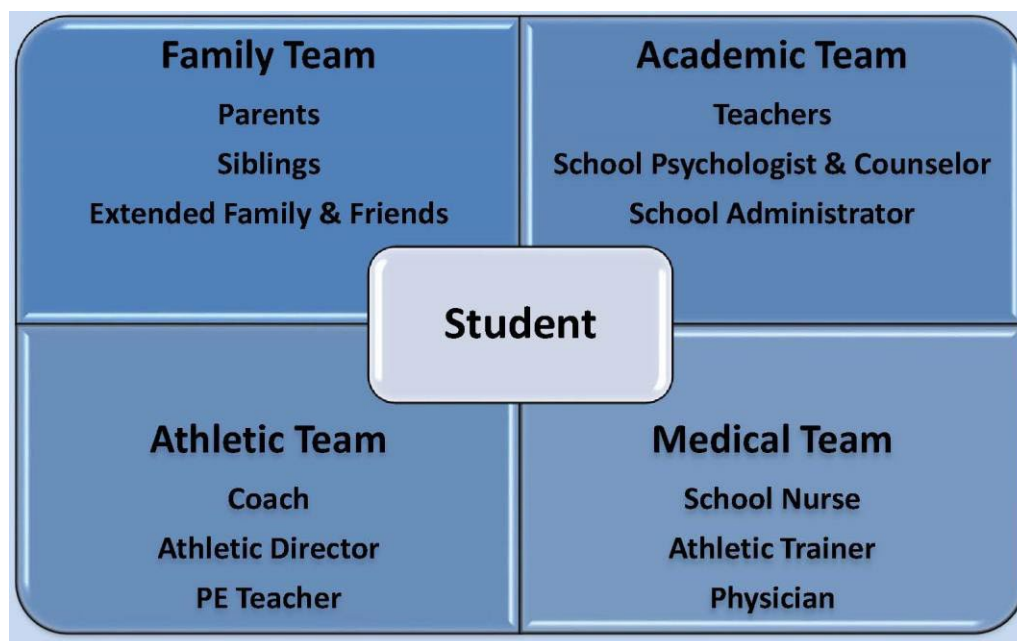 Family Team
Parents
Siblings
Extended Family & Friends
Academic Team
Teachers
School Psychologist & Counselor
School Administrator
Student
Athletic Team
Coach
Athletic Director
PE Teacher
Medical Team
School Nurse
Athletic Trainer
Physician